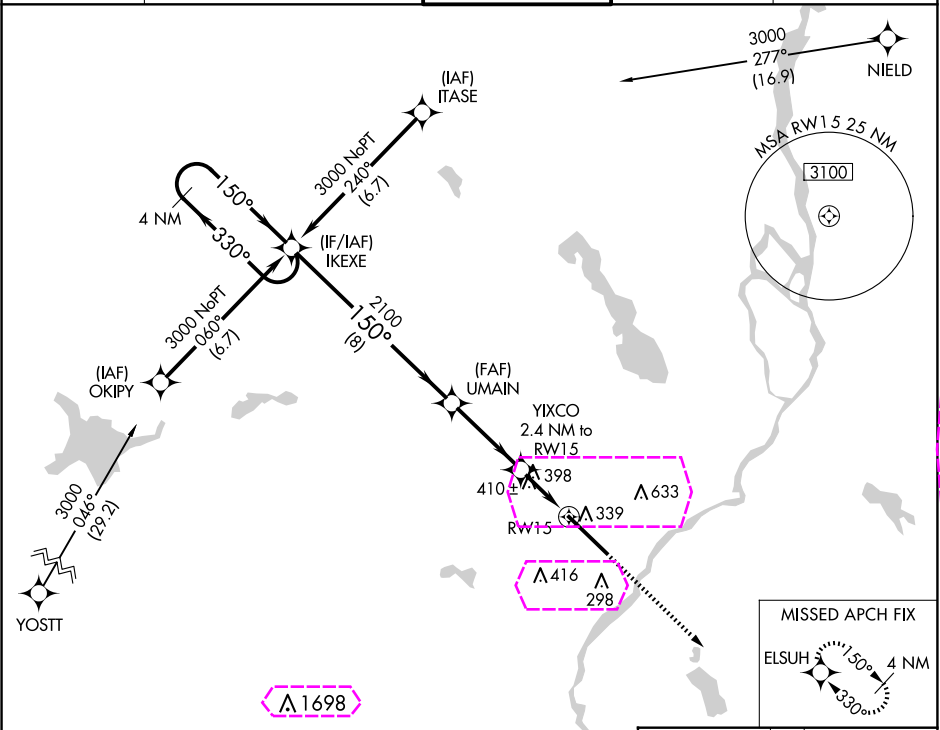 3000
277°
(16.9)
NIELD
(IAF)
ITASE
MSA RW15 25 NM
3100
3000 NoPT
240°
(6.7)
150°
4 NM
330°
(IF/IAF)
IKEXE
3000 NoPT
060°
(6.7)
2100
150°
(8)
(IAF)
OKIPY
(FAF)
UMAIN
YIXCO
2.4 NM to
RW15
398
410 ±
633
339
RW15
3000
046°
(29.2)
416
298
YOSTT
MISSED APCH FIX
ELSUH
150°
4 NM
330°
1698